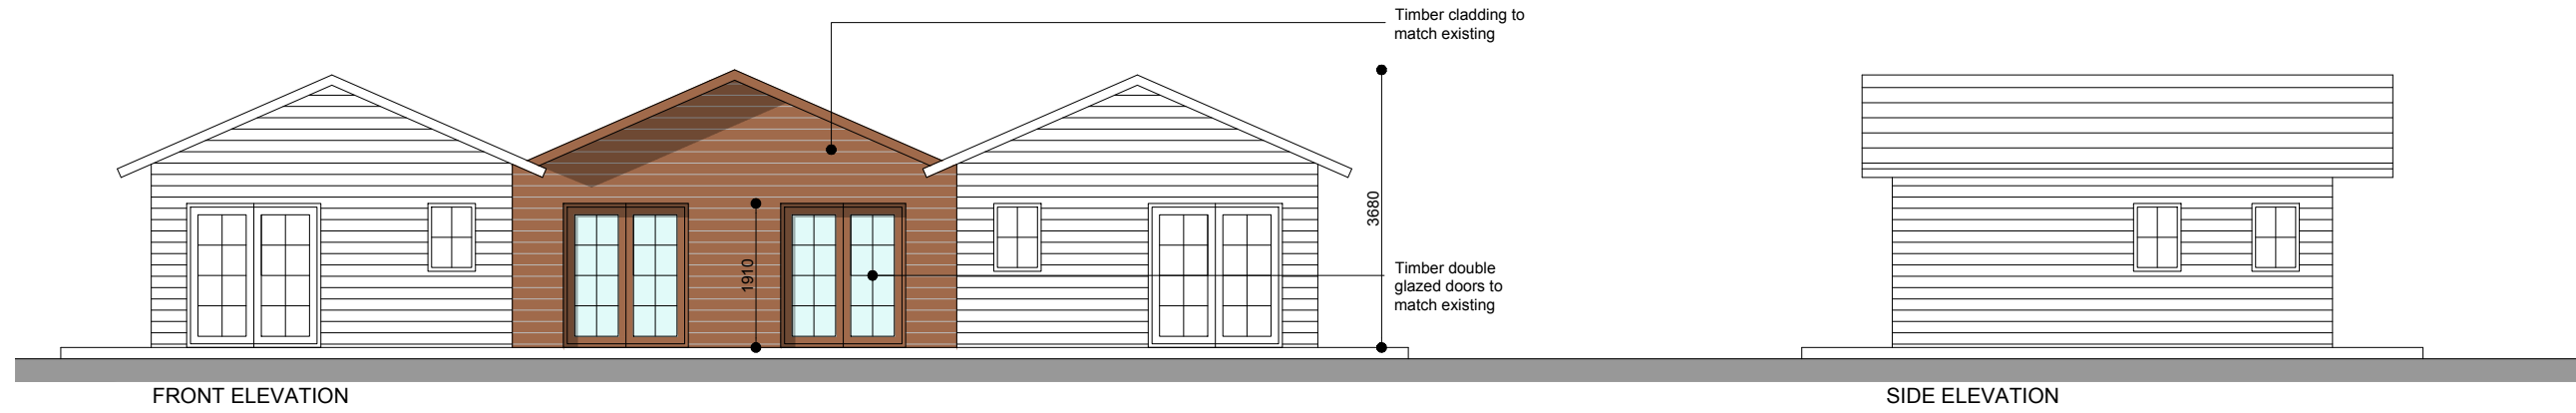 Timber cladding to
match existing
3680
1910
Timber double
glazed doors to
match existing
FRONT ELEVATION
SIDE ELEVATION